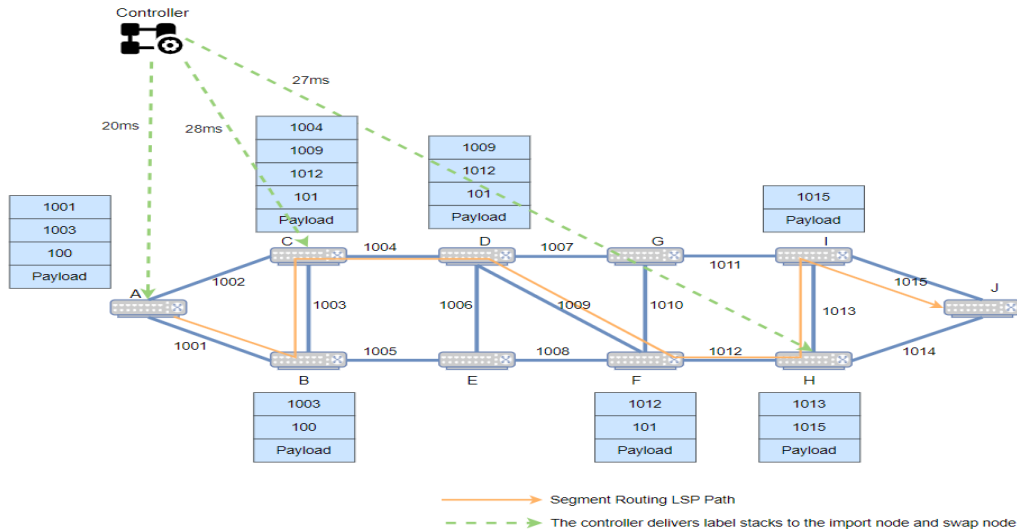 Controller
27ms
20ms
28ms
1004
1009
1012
101
Payload
1009
1012
101
Payload
1001
1003
100
Payload
1015
Payload
C
1004
D
1007
G
1011
I
A
1002
1003
1006
1009
1010
1013
1015
J
1001
1005
1008
1012
1014
B
E
F
H
1003
100
Payload
1012
101
Payload
1013
1015
Payload
Segment Routing LSP Path
The controller delivers label stacks to the import node and swap node